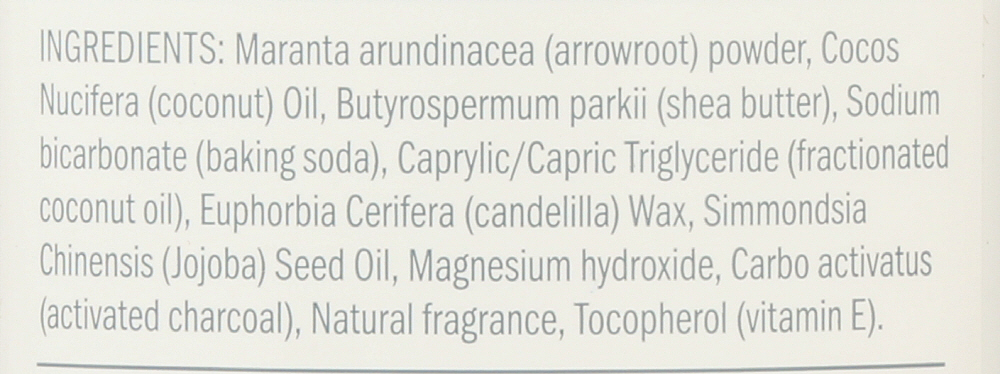 INGREDIENTS: Maranta arundinacea (arrowroot) powder, Cocos
Nucifera (coconut) Oil, Butyrospermum parkii (shea butter), Sodium
bicarbonate (baking soda), Caprylic/Capric Triglyceride (fractionated
coconut oil), Euphorbia Cerifera (candelilla) Wax, Simmondsia
Chinensis (Jojoba) Seed Oil, Magnesium hydroxide, Carbo activatus
(activated charcoal), Natural fragrance, Tocopherol (vitamin E).